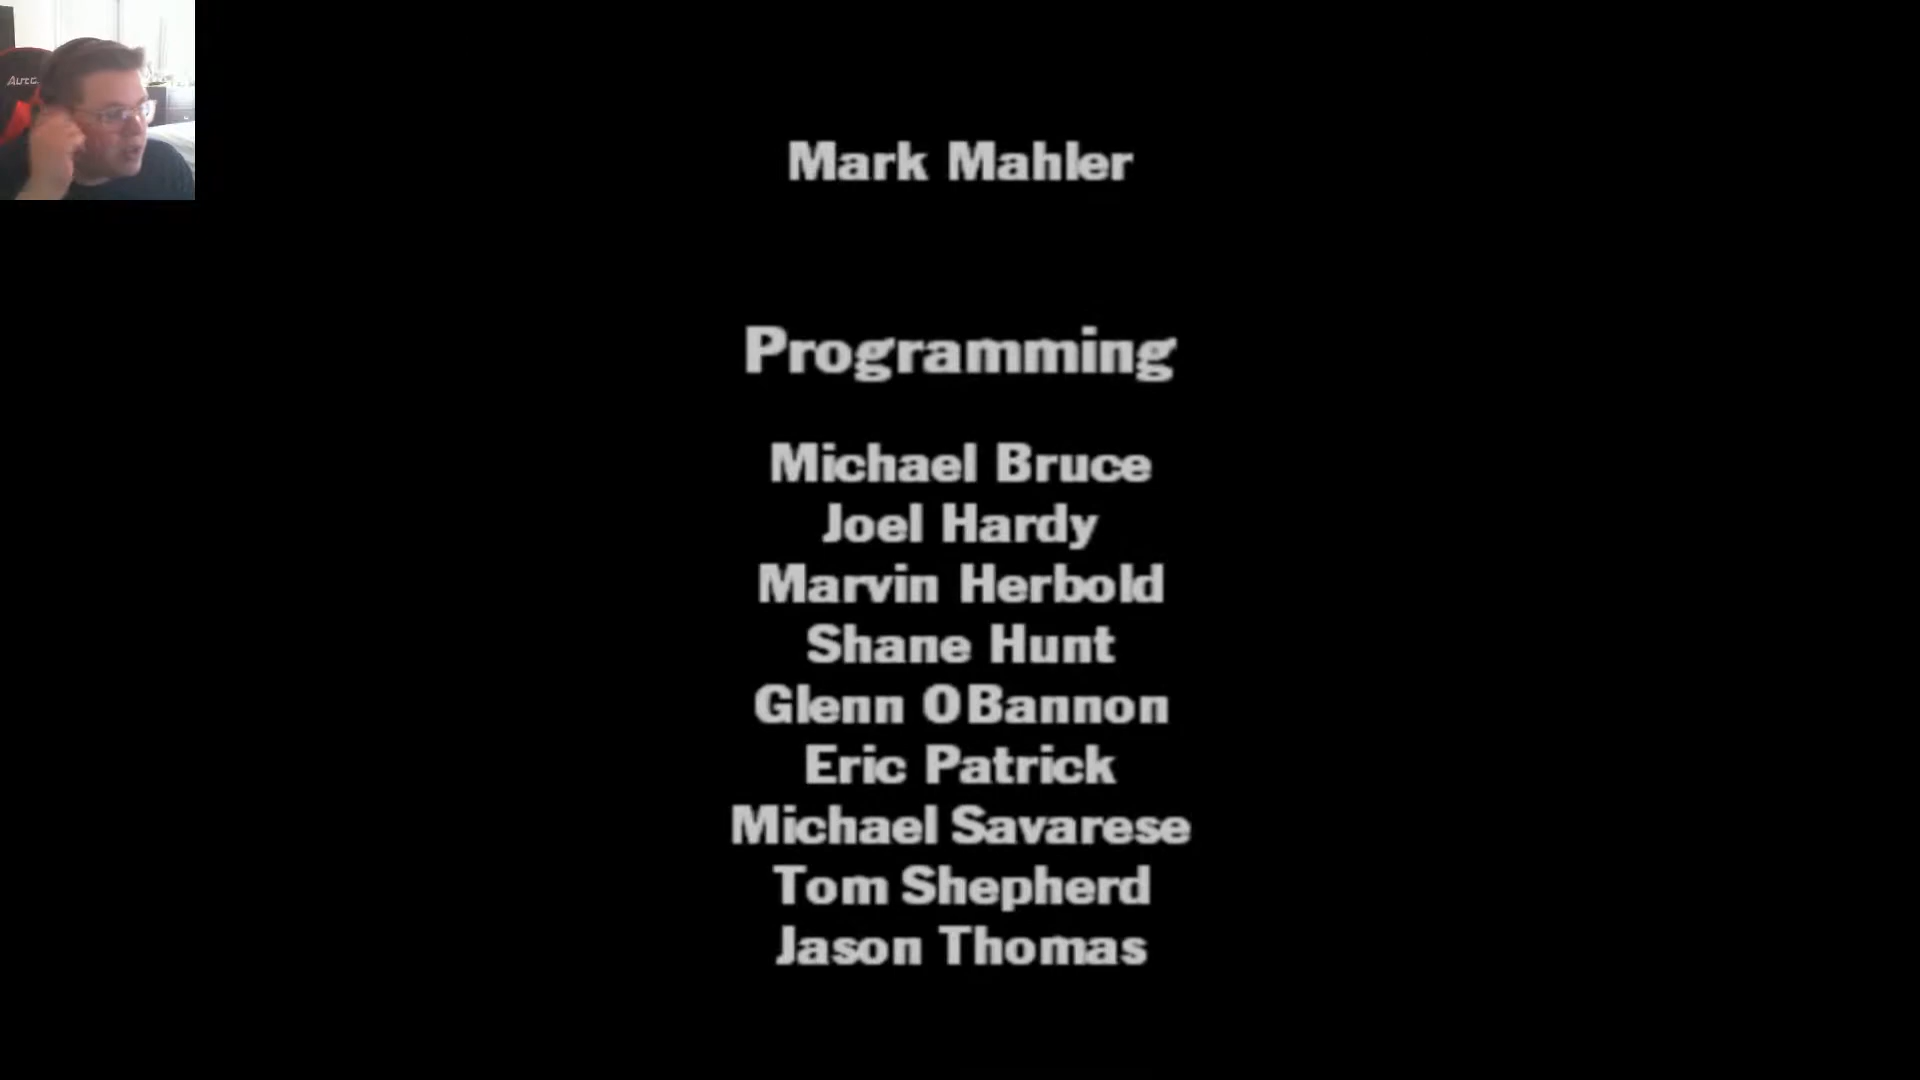 Auto
Mark Mahler
Programming
Michael Bruce
Joel Hardy
Marvin Herbold
Shane Hunt
Glenn OBannon
Eric Patrick
Michael Savarese
Tom Shepherd
Jason Thomas